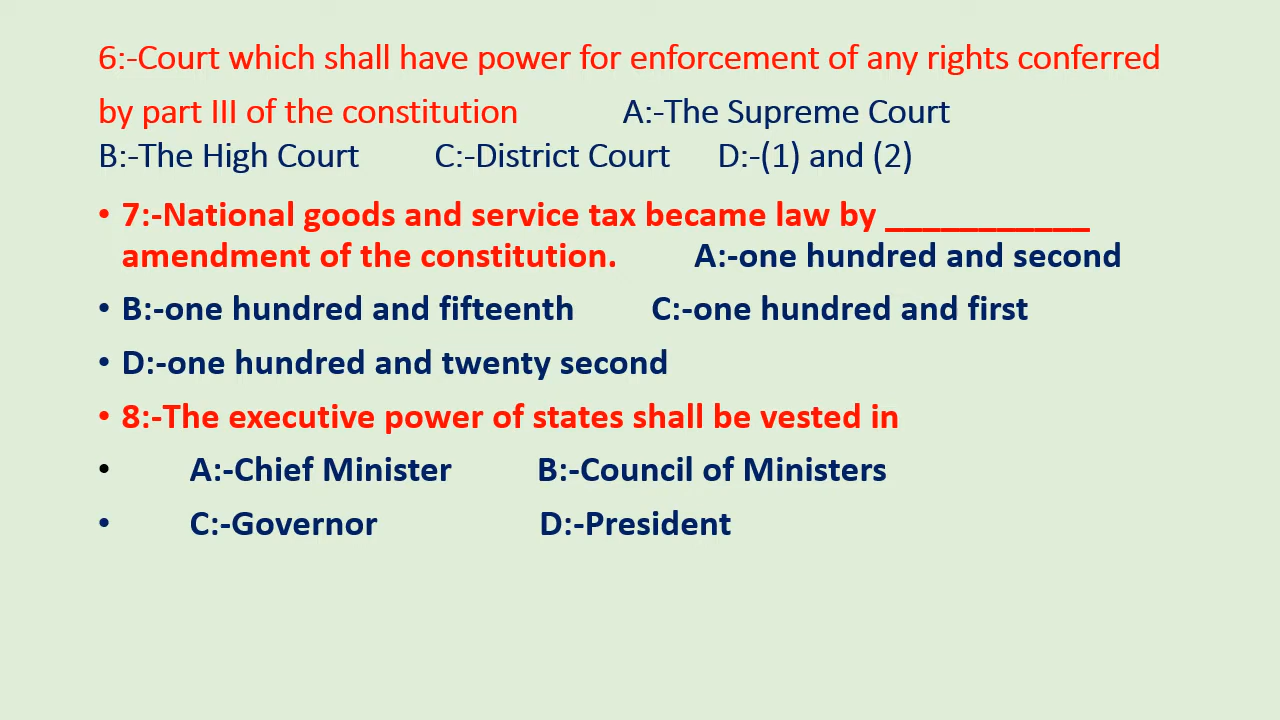 6:-Court which shall have power for enforcement of any rights conferred
by part III of the constitution A:-The Supreme Court
B:-The High Court C:-District Court D:-(1) and (2)
• 7:-National goods and service tax became law by ___________
amendment of the constitution. A:-one hundred and second
• B:-one hundred and fifteenth C:-one hundred and first
• D:-one hundred and twenty second
• 8:-The executive power of states shall be vested in
• A:-Chief Minister B:-Council of Ministers
• C:-Governor D:-President